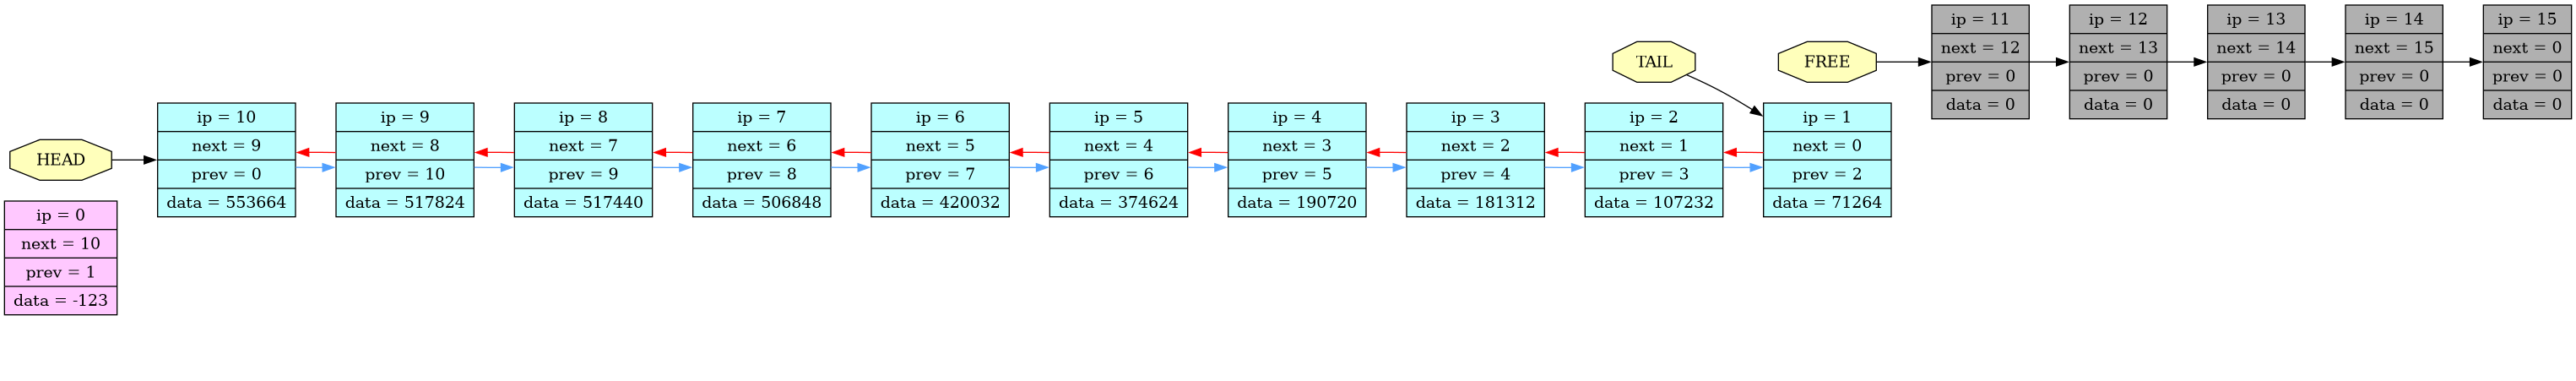 HEAD
ip = 0
next = 10
prev = 1
data = -123
ip = 10
next = 9
prev = 0
data = 553664
ip = 9
next = 8
prev = 10
data = 517824
ip = 8
next = 7
prev = 9
data = 517440
ip = 7
next = 6
prev = 8
data = 506848
ip = 6
next = 5
prev = 7
data = 420032
ip = 5
next = 4
prev = 6
data = 374624
ip = 4
next = 3
prev = 5
data = 190720
ip = 3
next = 2
prev = 4
data = 181312
ip = 2
next = 1
prev = 3
data = 107232
TAIL
ip = 1
next = 0
prev = 2
data = 71264
FREE
ip = 11
next = 12
prev = 0
data = 0
ip = 12
next = 13
prev = 0
data = 0
ip = 13
next = 14
prev = 0
data = 0
ip = 14
next = 15
prev = 0
data = 0
ip = 15
next = 0
prev = 0
data = 0